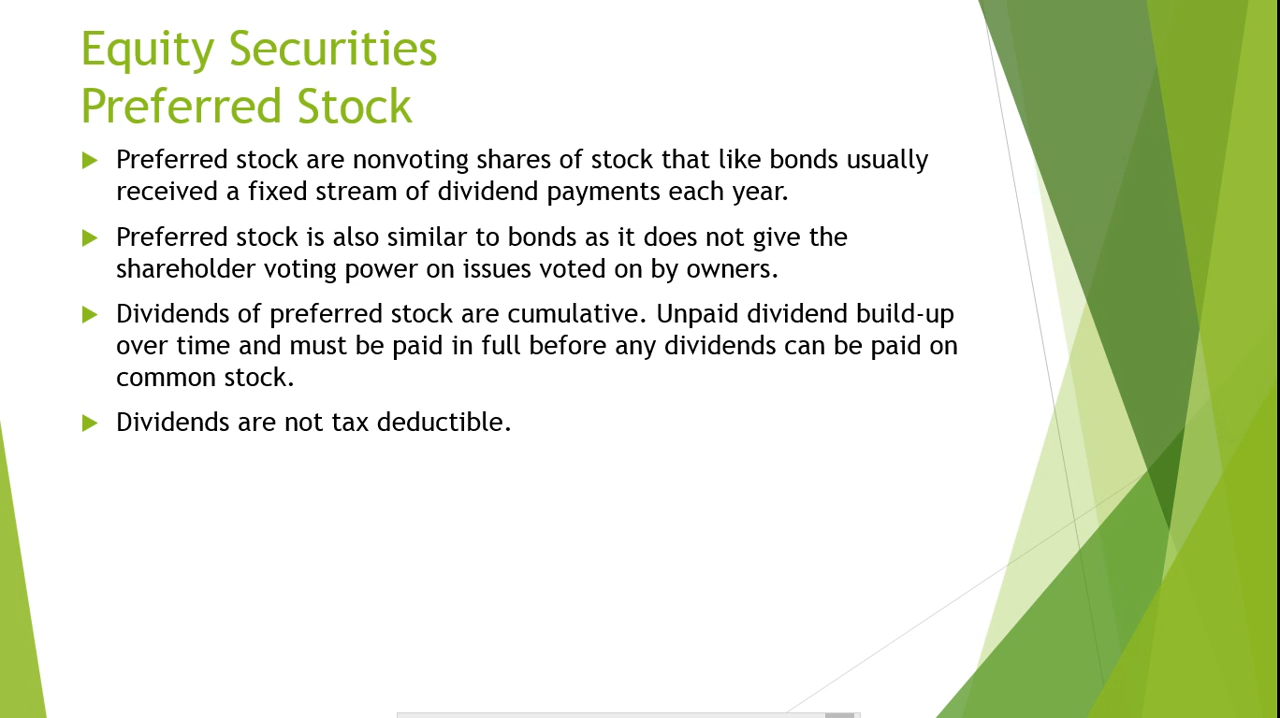 Equity Securities
Preferred Stock
Preferred stock are nonvoting shares of stock that like bonds usually
received a fixed stream of dividend payments each year.
Preferred stock is also similar to bonds as it does not give the
shareholder voting power on issues voted on by owners.
Dividends of preferred stock are cumulative. Unpaid dividend build-up
over time and must be paid in full before any dividends can be paid on
common stock.
Dividends are not tax deductible.